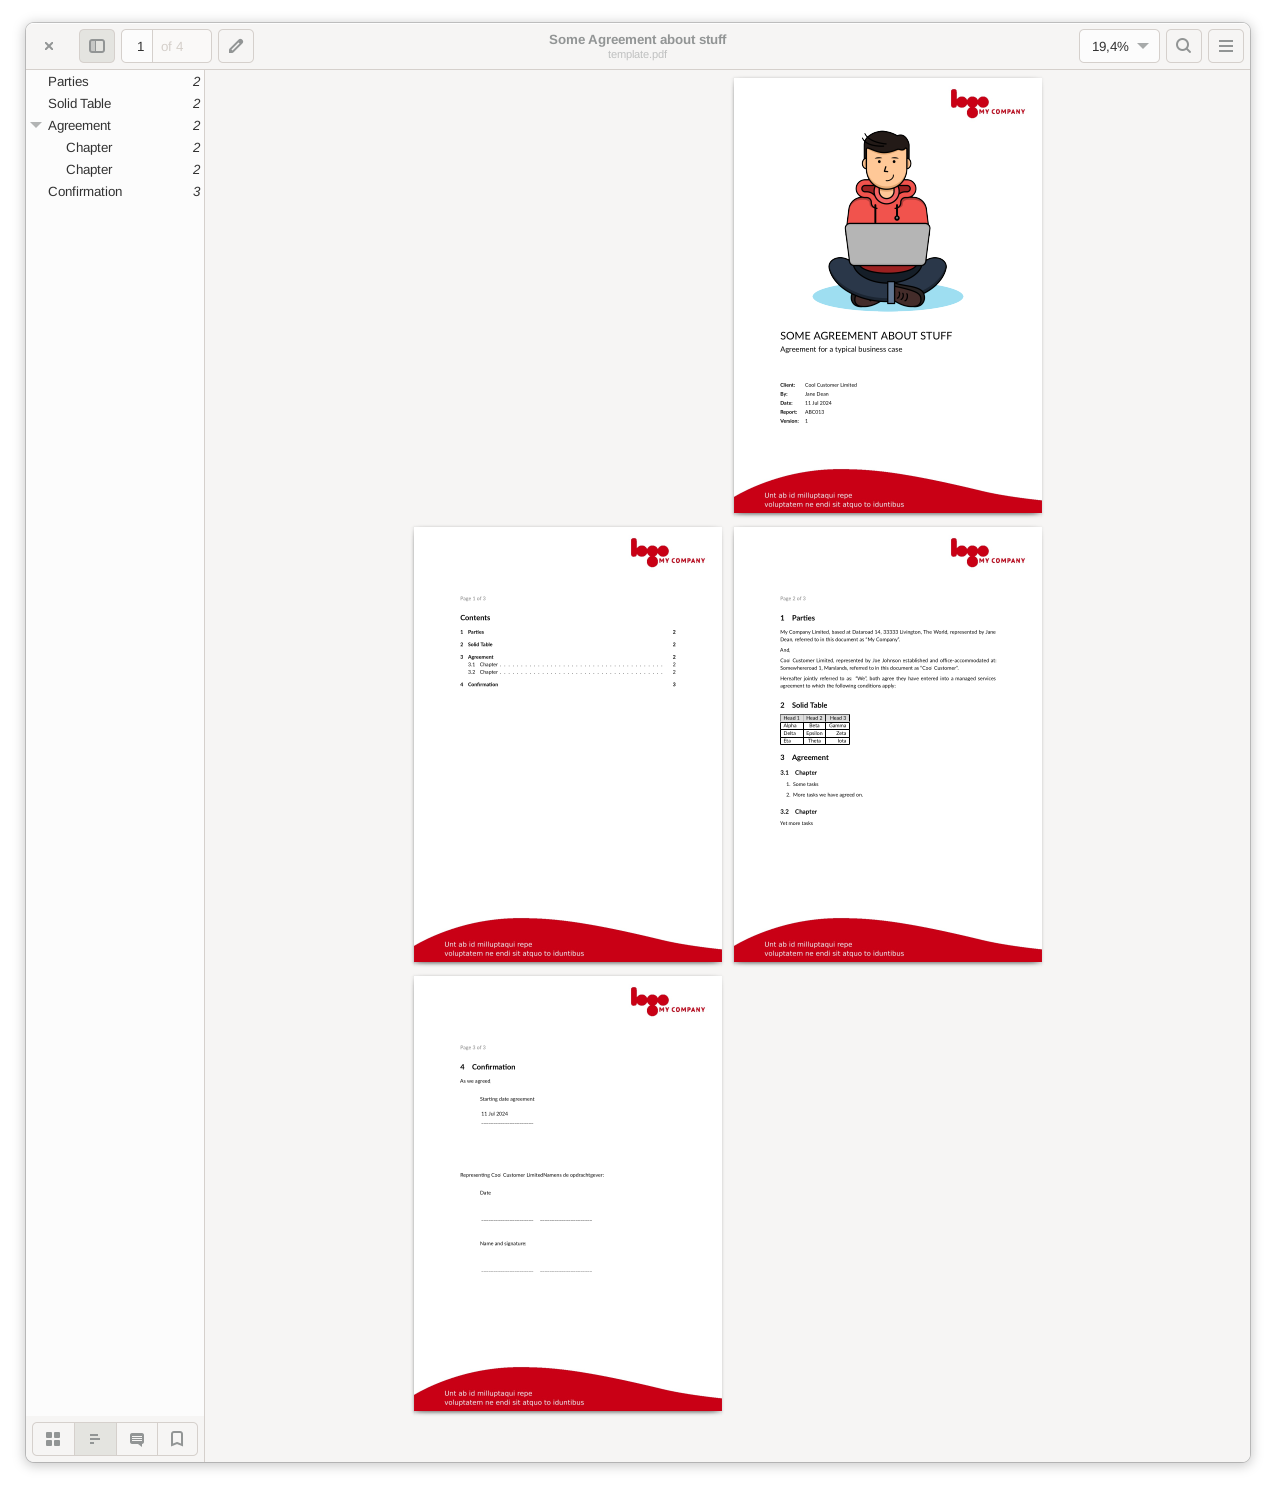 1 of 4
Some Agreement about stuff
template.pdf
19,4%
Parties 2
Solid Table 2
Agreement 2
Chapter 2
Chapter 2
Confirmation 3
logo
MY COMPANY
SOME AGREEMENT ABOUT STUFF
Agreement for a typical business case
Client: Cool Customer Limited
By: Jane Dean
Date: 11 Jul 2024
Report: ABC013
Version: 1
Unt ab id milluptaqui repe
voluptatem ne endi sit atquo to iduntibus
logo
MY COMPANY
Page 1 of 3
Contents
1 Parties 2
2 Solid Table 2
3 Agreement 2
3.1 Chapter . . . . . . . . . . . . . . . . . . . . . . . . . . . . . . . . . . . . . . 2
3.2 Chapter . . . . . . . . . . . . . . . . . . . . . . . . . . . . . . . . . . . . . . 2
4 Confirmation 3
Unt ab id milluptaqui repe
voluptatem ne endi sit atquo to iduntibus
logo
MY COMPANY
Page 2 of 3
1 Parties
My Company Limited, based at Dataroad 14, 33333 Livington, The World, represented by Jane
Dean, referred to in this document as "My Company".
And,
Cool Customer Limited, represented by Joe Johnson established and office-accommodated at:
Somewhereroad 1, Marslands, referred to in this document as "Cool Customer".
Hereafter jointly referred to as: "We", both agree they have entered into a managed services
agreement to which the following conditions apply:
2 Solid Table
Head 1 Head 2 Head 3
Alpha Beta Gamma
Delta Epsilon Zeta
Eta Theta Iota
3 Agreement
3.1 Chapter
1. Some tasks
2. More tasks we have agreed on.
3.2 Chapter
Yet more tasks
Unt ab id milluptaqui repe
voluptatem ne endi sit atquo to iduntibus
logo
MY COMPANY
Page 3 of 3
4 Confirmation
As we agreed
Starting date agreement
11 Jul 2024
Representing Cool Customer LimitedNamens de opdrachtgever:
Date
Name and signature:
Unt ab id milluptaqui repe
voluptatem ne endi sit atquo to iduntibus